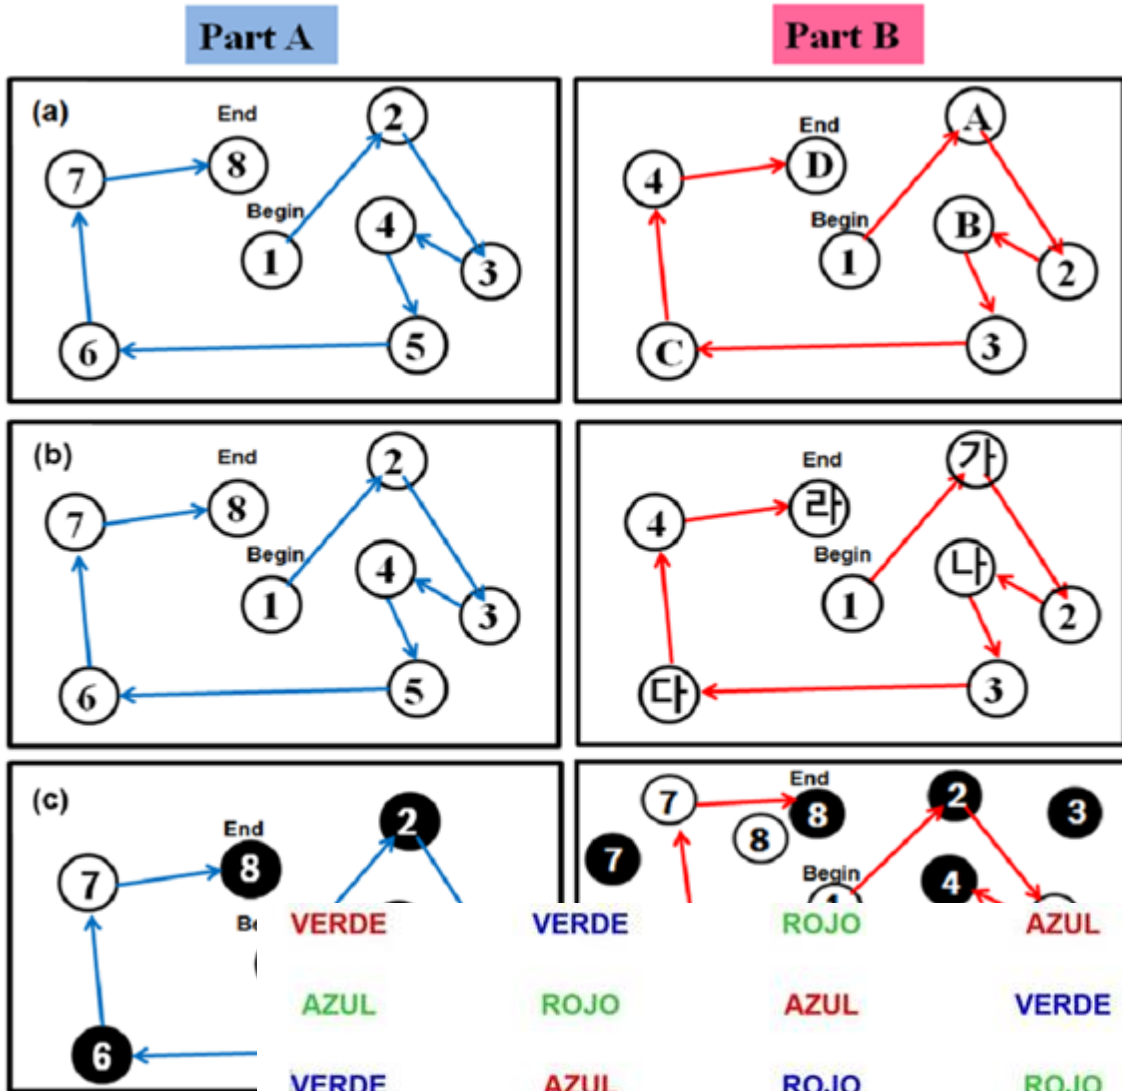 Part A
Part B
(a)
End
2
7
8
Begin
4
1
3
6
5
A
End
4
D
Begin
B
1
2
C
3
(b)
End
2
7
8
Begin
4
1
3
6
5
가
End
4
라
Begin
나
1
2
다
3
(c)
2
End
7
8
6
End
7
8
2
3
8
7
Begin
4
VERDE VERDE ROJO AZUL
AZUL ROJO AZUL VERDE
VERDE AZUL ROJO ROJO